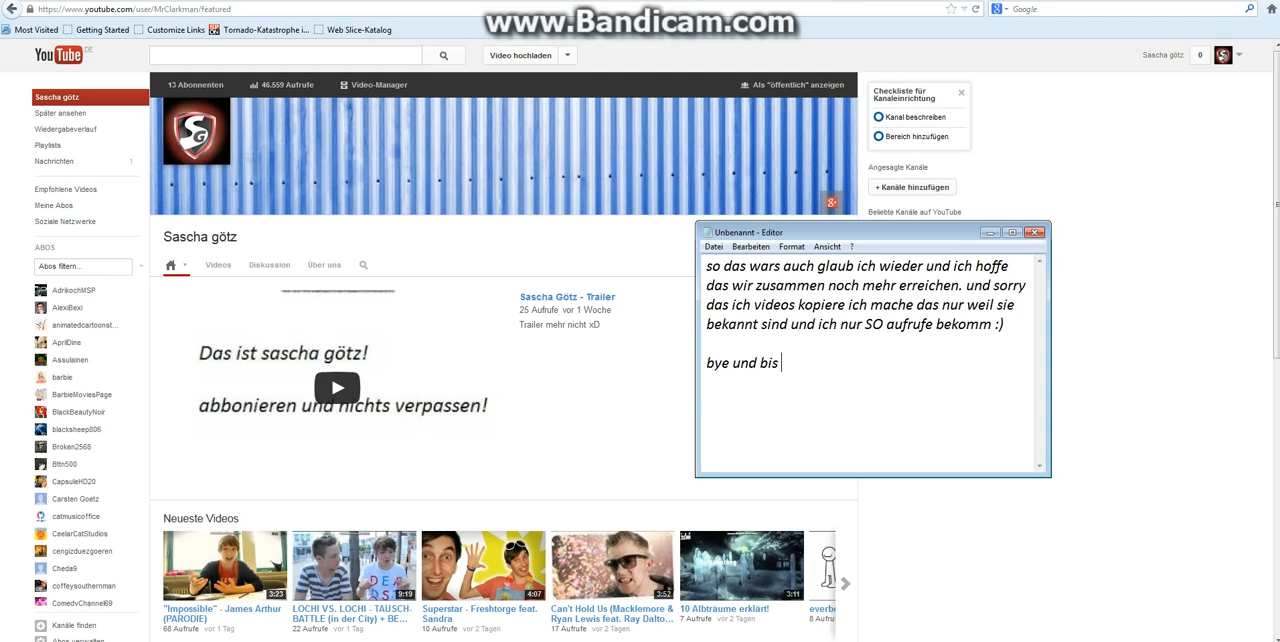 https://www.youtube.com/user/MrClarkman/featured
www.Bandicam.com
Google
Most Visited
Getting Started
Customize Links
Tornado-Katastrophe i...
Web Slice-Katalog
YouTube DE
Video hochladen
Sascha götz
0
Sascha götz
Später ansehen
Wiedergabeverlauf
Playlists
Nachrichten 1
Empfohlene Videos
Meine Abos
Soziale Netzwerke
ABOS
Abo filtern...
AdrikochMSP
AlexiBexi
animatedcartoonst...
AprilDine
Assulainen
barbie
BarbieMoviesPage
BlackBeautyNoir
blacksheep806
Broken2568
Bttn500
CapsuleHD20
Carsten Goetz
catmusicoffice
CeelarCatStudios
cengizduezgoeren
Cheda9
coffeysouthernman
ComedvChannel69
Kanäle finden
Abo verwalten
13 Abonnenten
46.559 Aufrufe
Video-Manager
Als "öffentlich" anzeigen
SG
g+
Sascha götz
Videos
Diskussion
Über uns
Das ist sascha götz!
abbonieren und nichts verpassen!
Sascha Götz - Trailer
25 Aufrufe vor 1 Woche
Trailer mehr nicht xD
Checkliste für
Kanaleinrichtung
Kanal beschreiben
Bereich hinzufügen
Angesagte Kanäle
+ Kanäle hinzufügen
Beliebte Kanäle auf YouTube
Unbenannt - Editor
Datei Bearbeiten Format Ansicht ?
so das wars auch glaub ich wieder und ich hoffe
das wir zusammen noch mehr erreichen. und sorry
das ich videos kopiere ich mache das nur weil sie
bekannt sind und ich nur SO aufrufe bekomm :)
bye und bis
Neueste Videos
3:23
"Impossible" - James Arthur
(PARODIE)
68 Aufrufe vor 1 Tag
9:19
LOCHI VS. LOCHI - TAUSCH-
BATTLE (in der City) + BE...
22 Aufrufe vor 1 Tag
4:07
Superstar - Freshtorge feat.
Sandra
10 Aufrufe vor 2 Tagen
3:52
Can't Hold Us (Macklemore &
Ryan Lewis feat. Ray Dalto...
17 Aufrufe vor 2 Tagen
3:11
10 Albträume erklärt!
7 Aufrufe vor 2 Tagen
everbe
8 Aufru